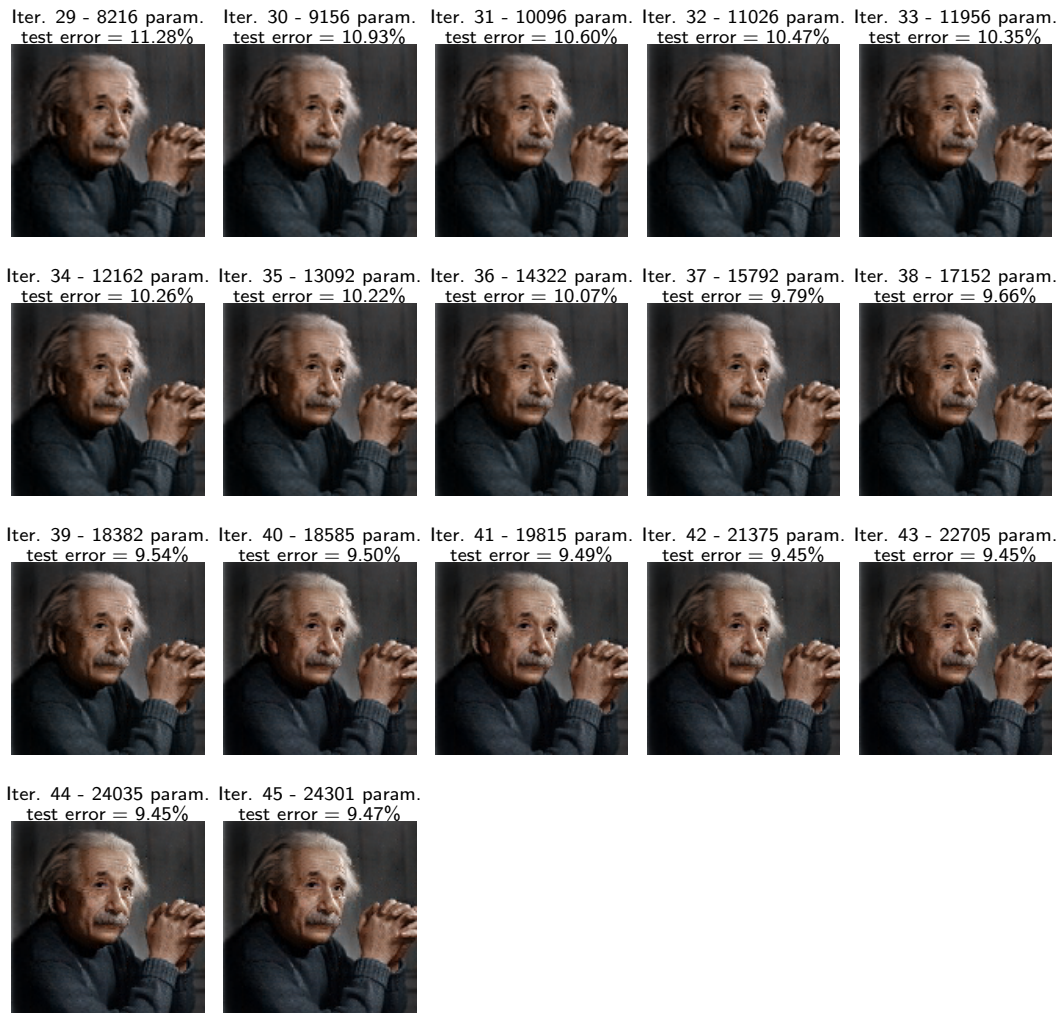 Iter. 29 - 8216 param.
test error = 11.28%
Iter. 30 - 9156 param.
test error = 10.93%
Iter. 31 - 10096 param.
test error = 10.60%
Iter. 32 - 11026 param.
test error = 10.47%
Iter. 33 - 11956 param.
test error = 10.35%
Iter. 34 - 12162 param.
test error = 10.26%
Iter. 35 - 13092 param.
test error = 10.22%
Iter. 36 - 14322 param.
test error = 10.07%
Iter. 37 - 15792 param.
test error = 9.79%
Iter. 38 - 17152 param.
test error = 9.66%
Iter. 39 - 18382 param.
test error = 9.54%
Iter. 40 - 18585 param.
test error = 9.50%
Iter. 41 - 19815 param.
test error = 9.49%
Iter. 42 - 21375 param.
test error = 9.45%
Iter. 43 - 22705 param.
test error = 9.45%
Iter. 44 - 24035 param.
test error = 9.45%
Iter. 45 - 24301 param.
test error = 9.47%